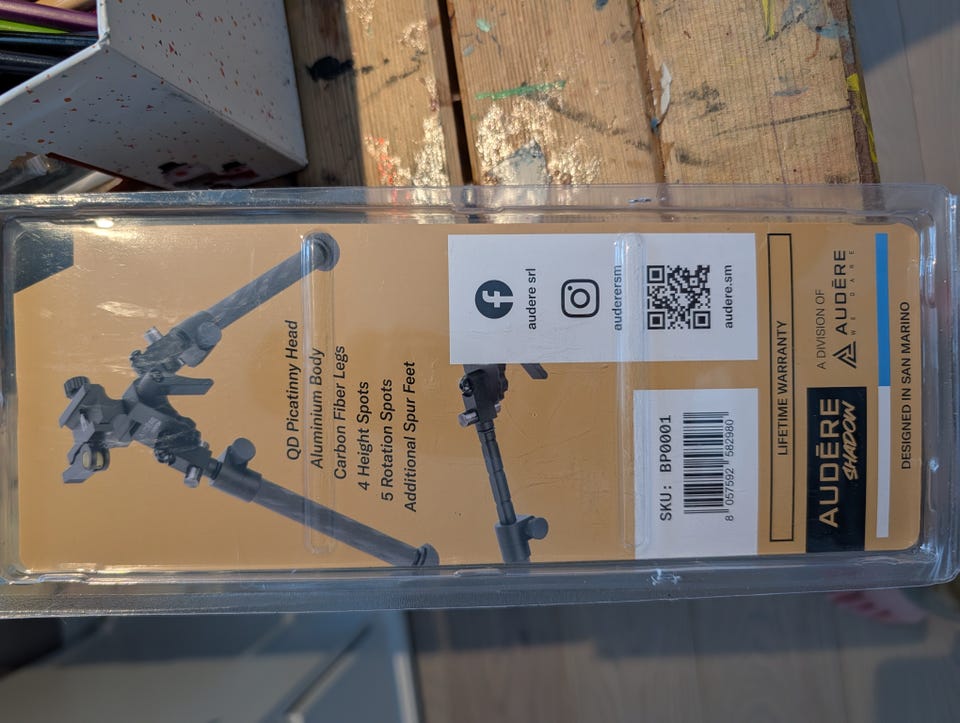 QD Picatinny Head
Aluminium Body
Carbon Fiber Legs
4 Height Spots
5 Rotation Spots
Additional Spur Feet
audere srl
auderersm
audere.sm
SKU: BP0001
8 057592 582980
LIFETIME WARRANTY
A DIVISION OF
AUDĒRE
WE DARE
AUDĒRE
SHADOW
DESIGNED IN SAN MARINO